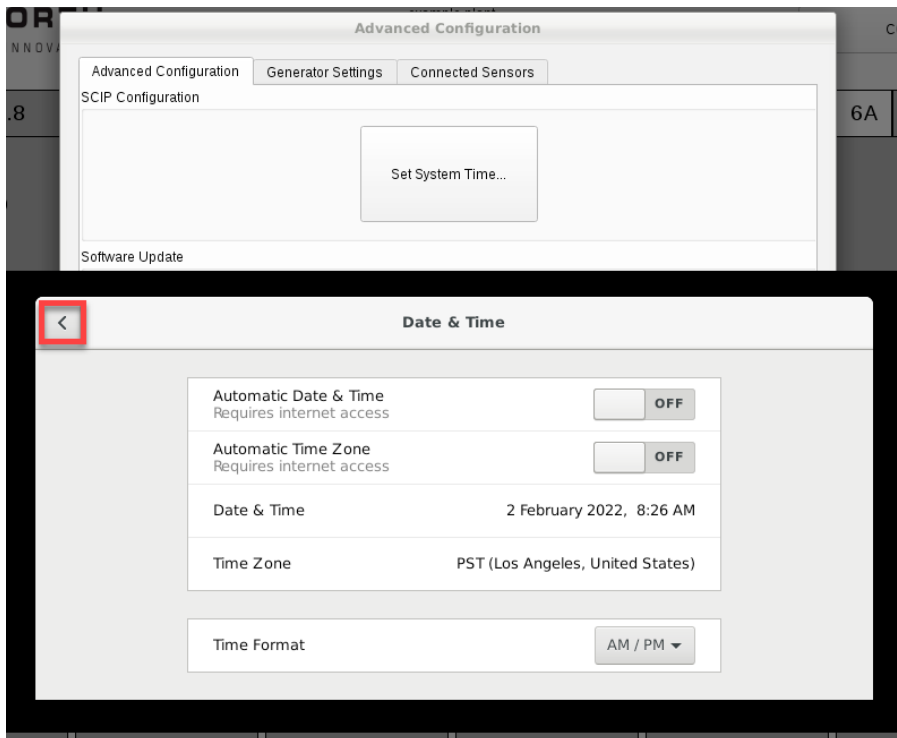 Advanced Configuration
NNOVA
Advanced Configuration Generator Settings Connected Sensors
SCIP Configuration
.8
6A
Set System Time...
Software Update
Date & Time
Automatic Date & Time
Requires internet access
OFF
Automatic Time Zone
Requires internet access
OFF
Date & Time 2 February 2022, 8:26 AM
Time Zone PST (Los Angeles, United States)
Time Format AM / PM